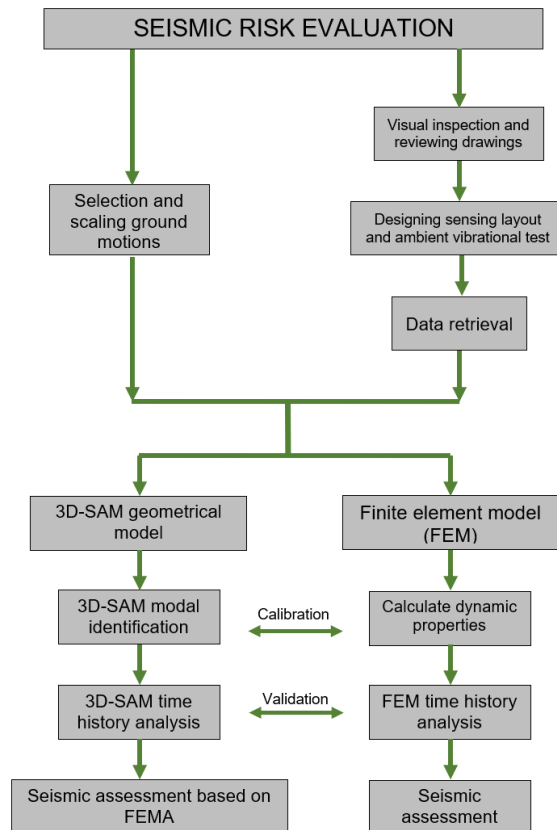 SEISMIC RISK EVALUATION
Visual inspection and
reviewing drawings
Selection and
scaling ground
motions
Designing sensing layout
and ambient vibrational test
Data retrieval
3D-SAM geometrical
model
Finite element model
(FEM)
3D-SAM modal
identification
Calibration
Calculate dynamic
properties
3D-SAM time
history analysis
Validation
FEM time history
analysis
Seismic assessment based on
FEMA
Seismic
assessment